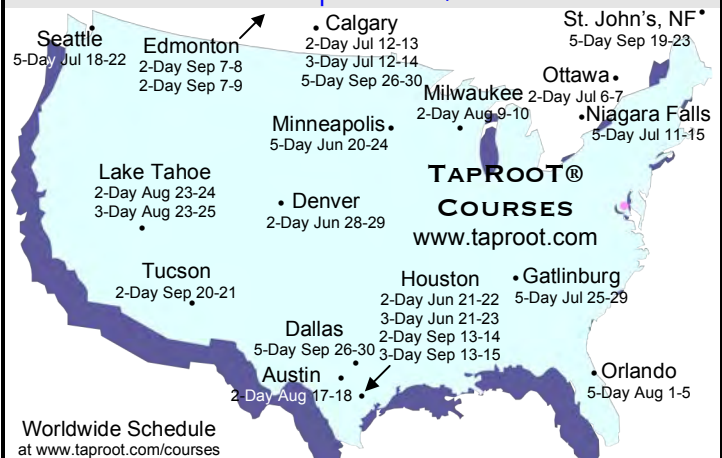 Seattle
5-Day Jul 18-22
Edmonton
2-Day Sep 7-8
2-Day Sep 7-9
Calgary
2-Day Jul 12-13
3-Day Jul 12-14
5-Day Sep 26-30
St. John's, NF
5-Day Sep 19-23
Ottawa
2-Day Jul 6-7
Milwaukee
2-Day Aug 9-10
Niagara Falls
5-Day Jul 11-15
Minneapolis
5-Day Jun 20-24
Lake Tahoe
2-Day Aug 23-24
3-Day Aug 23-25
Denver
2-Day Jun 28-29
TAPROOT®
COURSES
www.taproot.com
Tucson
2-Day Sep 20-21
Houston
2-Day Jun 21-22
3-Day Jun 21-23
2-Day Sep 13-14
3-Day Sep 13-15
Gatlinburg
5-Day Jul 25-29
Dallas
5-Day Sep 26-30
Austin
2-Day Aug 17-18
Orlando
5-Day Aug 1-5
Worldwide Schedule
at www.taproot.com/courses